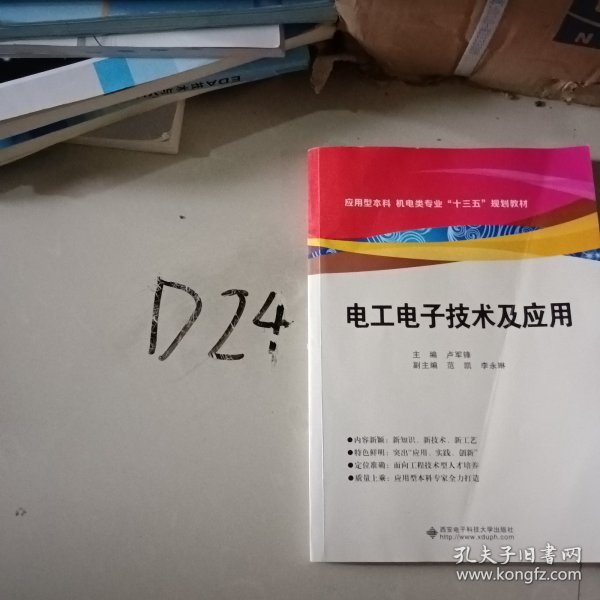 EDA技术
应用型本科 机电类专业“十三五”规划教材
电工电子技术及应用
主 编 卢军锋
副主编 范 凯 李永琳
●内容新颖：新知识、新技术、新工艺
●特色鲜明：突出“应用、实践、创新”
●定位准确：面向工程技术型人才培养
●质量上乘：应用型本科专家全力打造
西安电子科技大学出版社
http://www.xduph.com
D24
孔夫子旧书网
www.kongfz.com